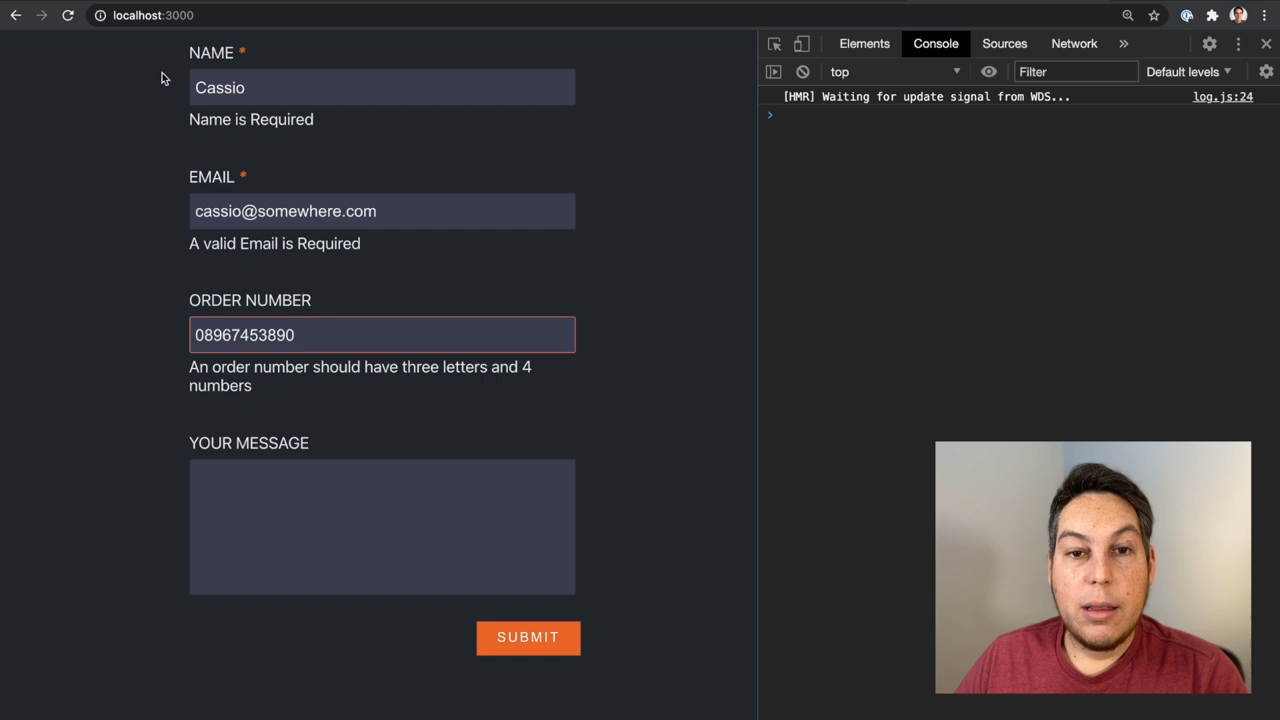 localhost:3000
Elements Console Sources Network »
top Filter Default levels
[HMR] Waiting for update signal from WDS... log.js:24
NAME *
Cassio
Name is Required
EMAIL *
cassio@somewhere.com
A valid Email is Required
ORDER NUMBER
08967453890
An order number should have three letters and 4
numbers
YOUR MESSAGE
SUBMIT